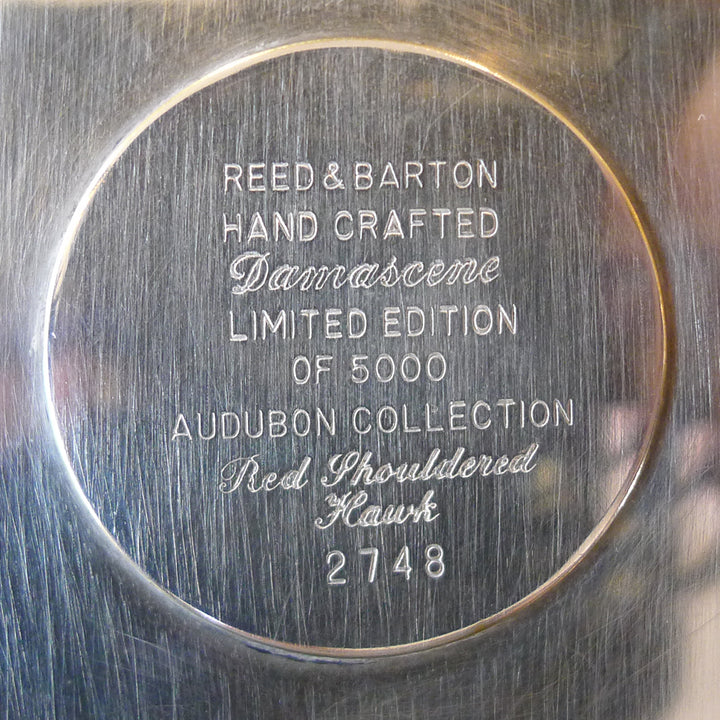 REED & BARTON
HAND CRAFTED
Damascene
LIMITED EDITION
OF 5000
AUDUBON COLLECTION
Red Shouldered
Hawk
2748